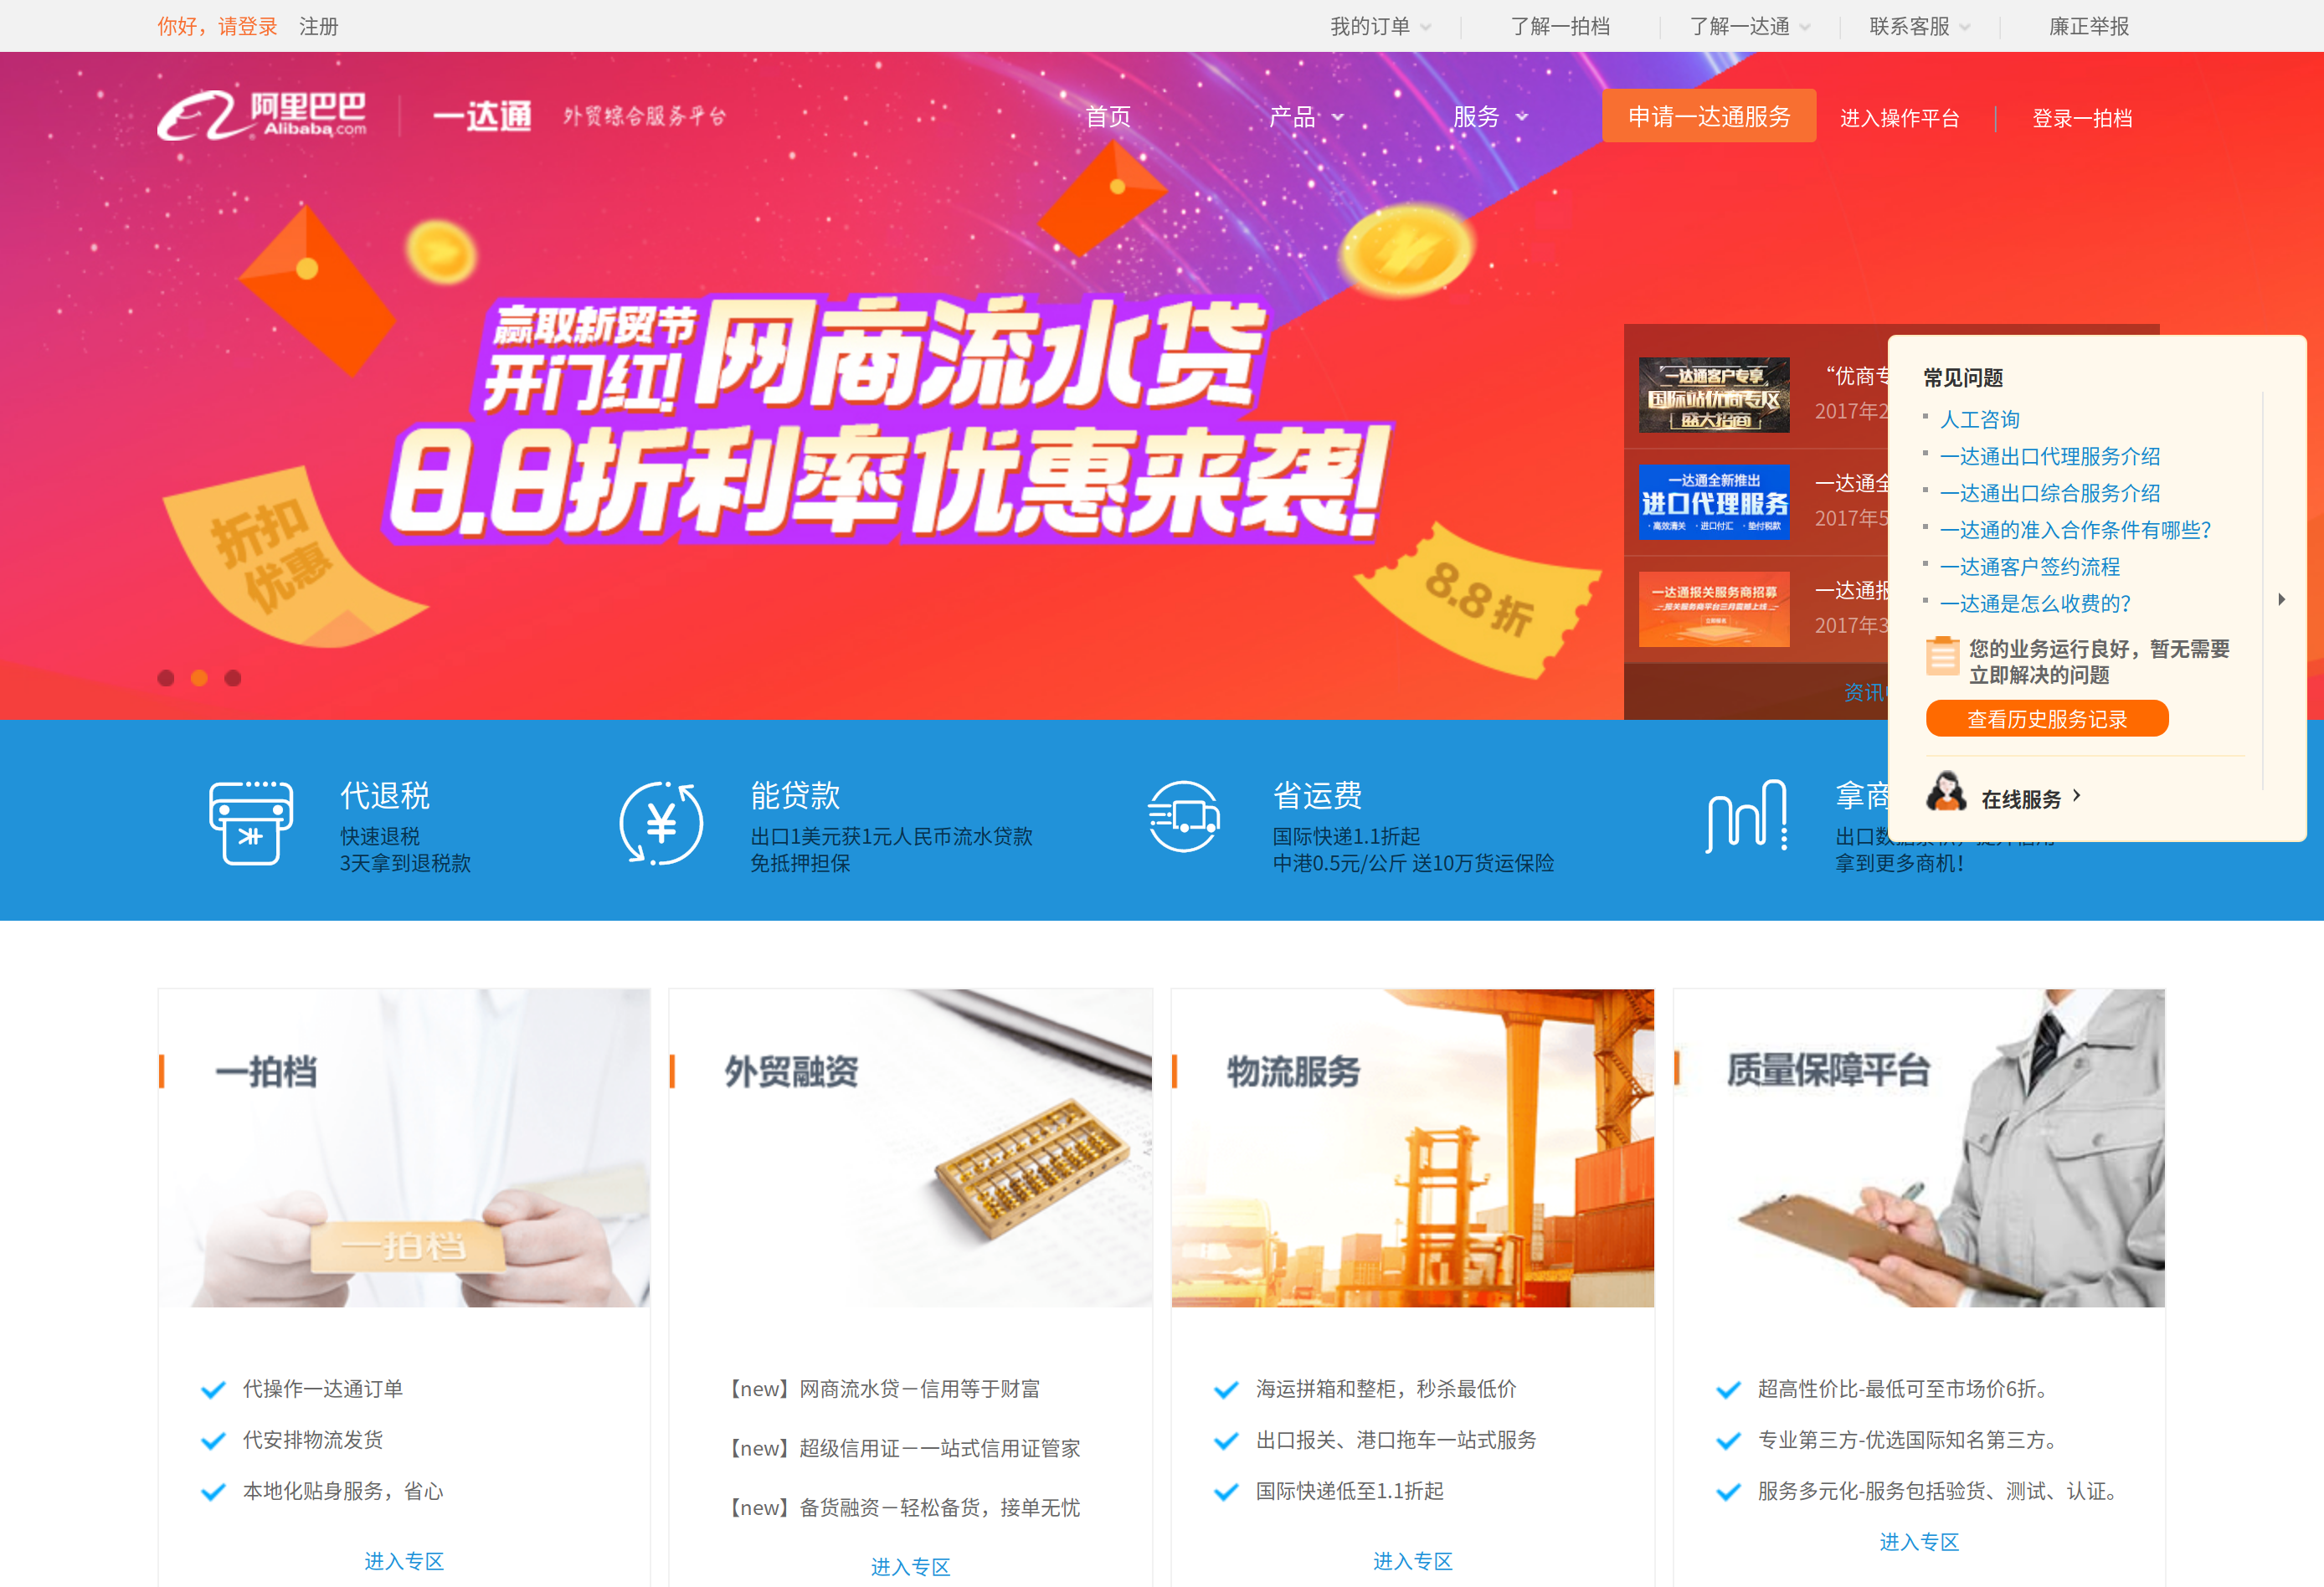 你好，请登录 注册 我的订单 了解一拍档 了解一达通 联系客服 廉正举报
阿里巴巴
Alibaba.com
一达通 外贸综合服务平台
首页 产品 服务 申请一达通服务 进入操作平台 登录一拍档
赢取新贸节
开门红!
网商流水贷
8.8折利率优惠来袭!
折扣
优惠
8.8折
一达通客户专享
国际站优商专区
盛大招商
“优商专
2017年2
一达通全新推出
进口代理服务
·高效清关 ·进口付汇 ·垫付税款
一达通全
2017年5
一达通报关服务商招募
一达通报
2017年3
资讯
常见问题
人工咨询
一达通出口代理服务介绍
一达通出口综合服务介绍
一达通的准入合作条件有哪些?
一达通客户签约流程
一达通是怎么收费的?
您的业务运行良好，暂无需要
立即解决的问题
查看历史服务记录
在线服务
代退税
快速退税
3天拿到退税款
能贷款
出口1美元获1元人民币流水贷款
免抵押担保
省运费
国际快递1.1折起
中港0.5元/公斤 送10万货运保险
拿商
出口数
拿到更多商机!
一拍档
一拍档
代操作一达通订单
代安排物流发货
本地化贴身服务，省心
进入专区
外贸融资
【new】网商流水贷－信用等于财富
【new】超级信用证－一站式信用证管家
【new】备货融资－轻松备货，接单无忧
进入专区
物流服务
海运拼箱和整柜，秒杀最低价
出口报关、港口拖车一站式服务
国际快递低至1.1折起
进入专区
质量保障平台
超高性价比-最低可至市场价6折。
专业第三方-优选国际知名第三方。
服务多元化-服务包括验货、测试、认证。
进入专区